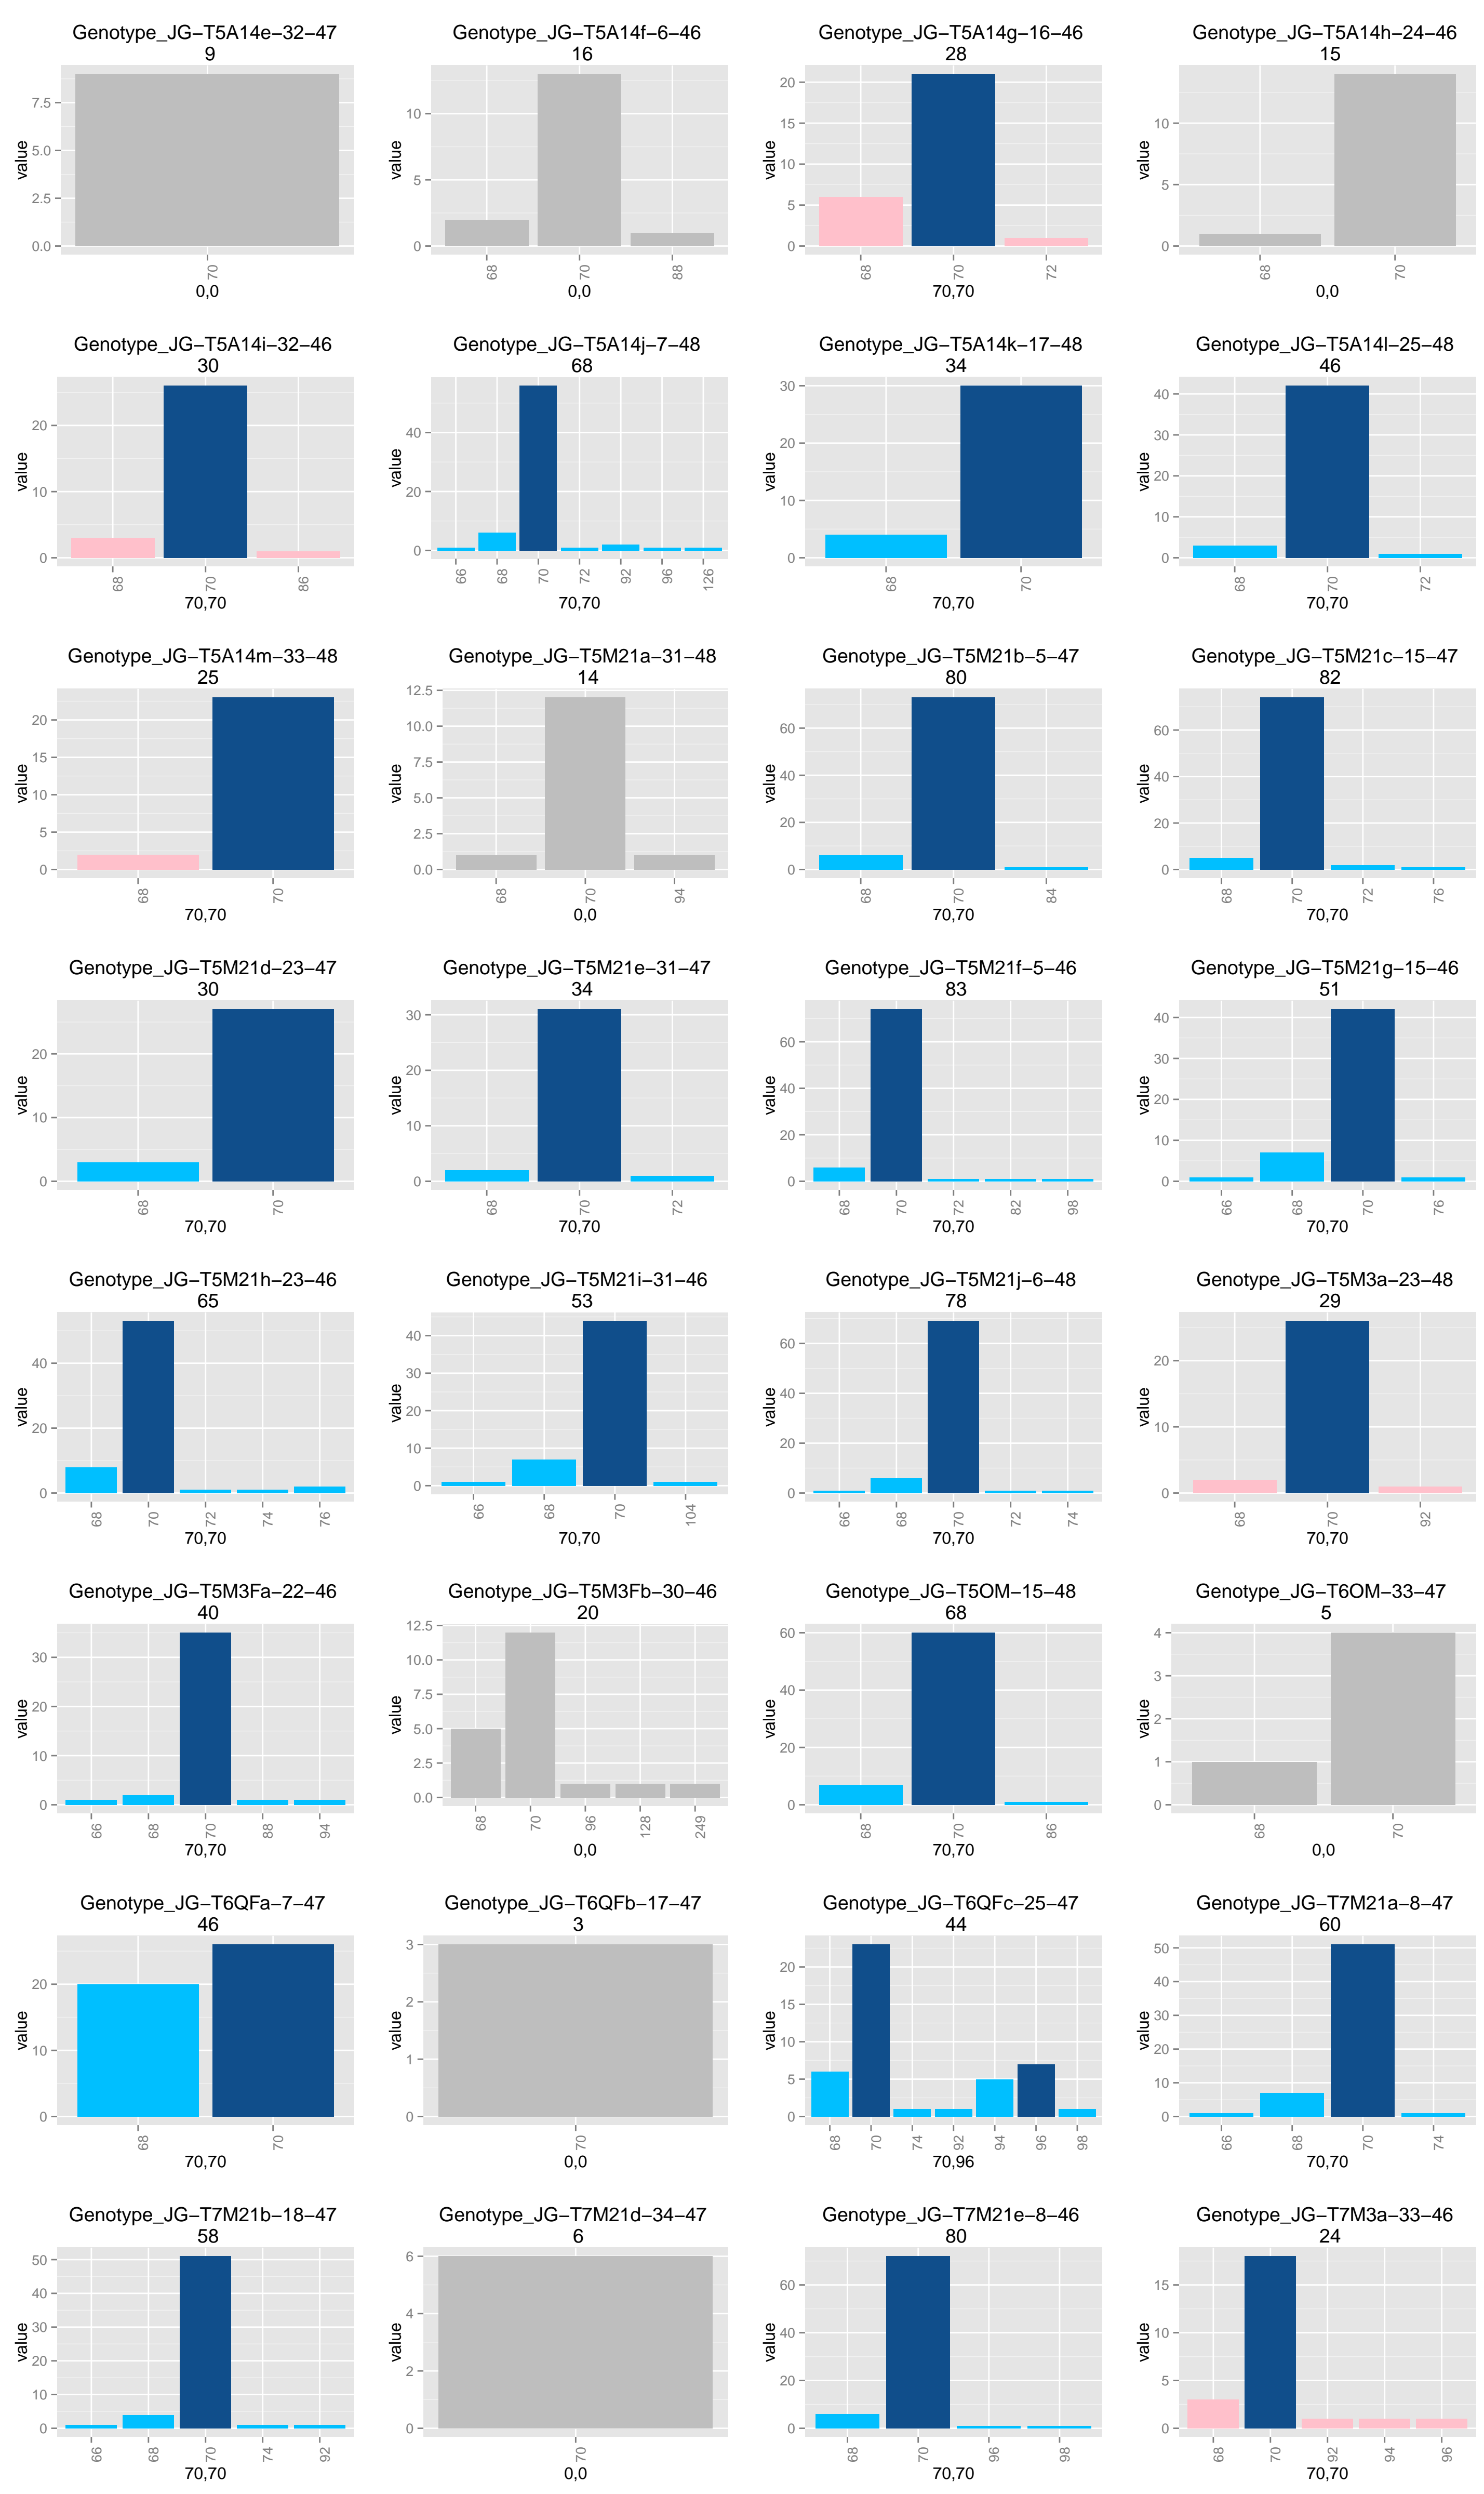 Genotype_JG−T5A14e−32−47 Genotype_JG−T5A14f−6−46 Genotype_JG−T5A14g−16−46 Genotype_JG−T5A14h−24−46
9 16 28 15
value 7.5 5.0 2.5 0.0 value 10 5 0 value 20 15 10 5 0 value 10 5 0
70 68 70 88 68 70 72 68 70
0,0 0,0 70,70 0,0
Genotype_JG−T5A14i−32−46 Genotype_JG−T5A14j−7−48 Genotype_JG−T5A14k−17−48 Genotype_JG−T5A14l−25−48
30 68 34 46
value 20 10 0 value 40 20 0 value 30 20 10 0 value 40 30 20 10 0
68 70 86 66 68 70 72 92 96 126 68 70 68 70 72
70,70 70,70 70,70 70,70
Genotype_JG−T5A14m−33−48 Genotype_JG−T5M21a−31−48 Genotype_JG−T5M21b−5−47 Genotype_JG−T5M21c−15−47
25 14 80 82
value 20 15 10 5 0 value 12.5 10.0 7.5 5.0 2.5 0.0 value 60 40 20 0 value 60 40 20 0
68 70 68 70 94 68 70 84 68 70 72 76
70,70 0,0 70,70 70,70
Genotype_JG−T5M21d−23−47 Genotype_JG−T5M21e−31−47 Genotype_JG−T5M21f−5−46 Genotype_JG−T5M21g−15−46
30 34 83 51
value 20 10 0 value 30 20 10 0 value 60 40 20 0 value 40 30 20 10 0
68 70 68 70 72 68 70 72 82 98 66 68 70 76
70,70 70,70 70,70 70,70
Genotype_JG−T5M21h−23−46 Genotype_JG−T5M21i−31−46 Genotype_JG−T5M21j−6−48 Genotype_JG−T5M3a−23−48
65 53 78 29
value 40 20 0 value 40 30 20 10 0 value 60 40 20 0 value 20 10 0
68 70 72 74 76 66 68 70 104 66 68 70 72 74 68 70 92
70,70 70,70 70,70 70,70
Genotype_JG−T5M3Fa−22−46 Genotype_JG−T5M3Fb−30−46 Genotype_JG−T5OM−15−48 Genotype_JG−T6OM−33−47
40 20 68 5
value 30 20 10 0 value 12.5 10.0 7.5 5.0 2.5 0.0 value 60 40 20 0 value 4 3 2 1 0
66 68 70 88 94 68 70 96 128 249 68 70 86 68 70
70,70 0,0 70,70 0,0
Genotype_JG−T6QFa−7−47 Genotype_JG−T6QFb−17−47 Genotype_JG−T6QFc−25−47 Genotype_JG−T7M21a−8−47
46 3 44 60
value 20 10 0 value 3 2 1 0 value 20 15 10 5 0 value 50 40 30 20 10 0
68 70 70 68 70 74 92 94 96 98 66 68 70 74
70,70 0,0 70,96 70,70
Genotype_JG−T7M21b−18−47 Genotype_JG−T7M21d−34−47 Genotype_JG−T7M21e−8−46 Genotype_JG−T7M3a−33−46
58 6 80 24
value 50 40 30 20 10 0 value 6 4 2 0 value 60 40 20 0 value 15 10 5 0
66 68 70 74 92 70 68 70 96 98 68 70 92 94 96
70,70 0,0 70,70 70,70